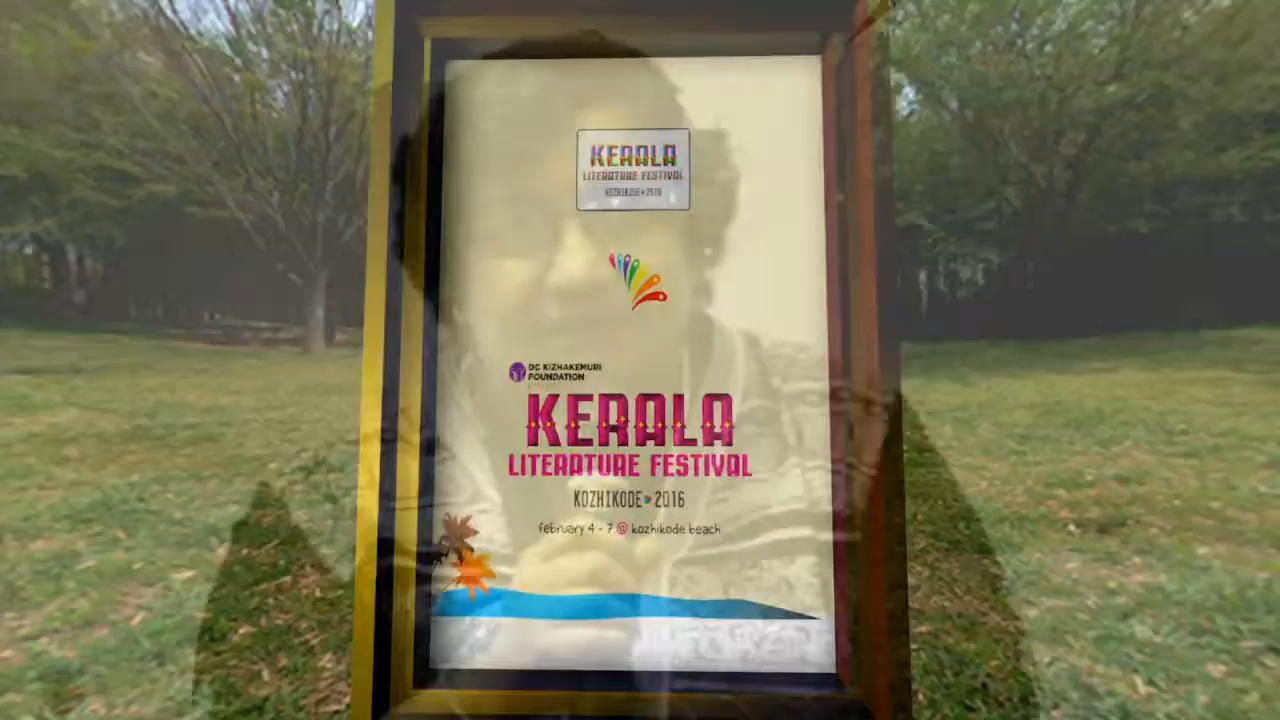 KERALA
LITERATURE FESTIVAL
KOZHIKODE 2016
DC KIZHAKEMURI
FOUNDATION
KERALA
LITERATURE FESTIVAL
KOZHIKODE 2016
february 4 - 7 @ kozhikode beach